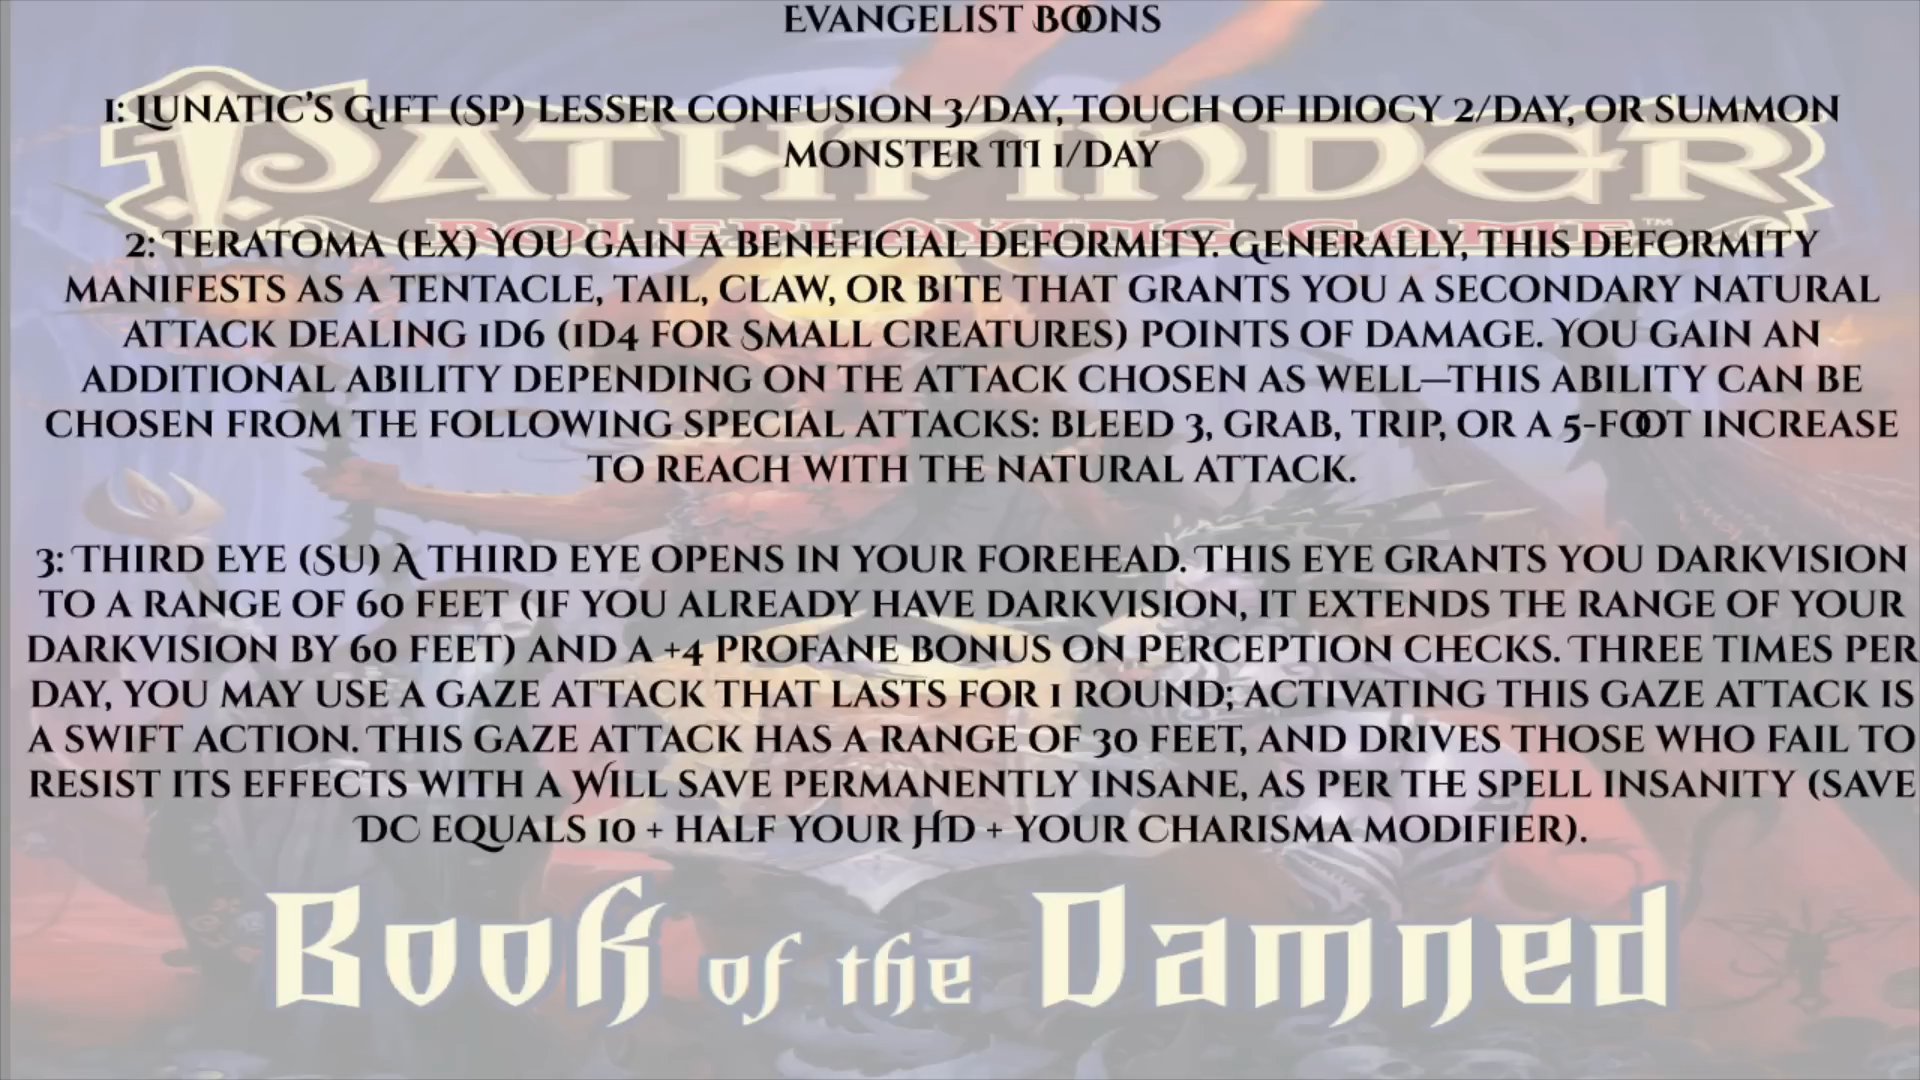 EVANGELIST BOONS
1: LUNATIC'S GIFT (SP) LESSER CONFUSION 3/DAY, TOUCH OF IDIOCY 2/DAY, OR SUMMON
MONSTER III 1/DAY
PATHFINDER
ROLEPLAYING GAME™
2: TERATOMA (EX) YOU GAIN A BENEFICIAL DEFORMITY. GENERALLY, THIS DEFORMITY
MANIFESTS AS A TENTACLE, TAIL, CLAW, OR BITE THAT GRANTS YOU A SECONDARY NATURAL
ATTACK DEALING 1D6 (1D4 FOR SMALL CREATURES) POINTS OF DAMAGE. YOU GAIN AN
ADDITIONAL ABILITY DEPENDING ON THE ATTACK CHOSEN AS WELL—THIS ABILITY CAN BE
CHOSEN FROM THE FOLLOWING SPECIAL ATTACKS: BLEED 3, GRAB, TRIP, OR A 5-FOOT INCREASE
TO REACH WITH THE NATURAL ATTACK.
3: THIRD EYE (SU) A THIRD EYE OPENS IN YOUR FOREHEAD. THIS EYE GRANTS YOU DARKVISION
TO A RANGE OF 60 FEET (IF YOU ALREADY HAVE DARKVISION, IT EXTENDS THE RANGE OF YOUR
DARKVISION BY 60 FEET) AND A +4 PROFANE BONUS ON PERCEPTION CHECKS. THREE TIMES PER
DAY, YOU MAY USE A GAZE ATTACK THAT LASTS FOR 1 ROUND; ACTIVATING THIS GAZE ATTACK IS
A SWIFT ACTION. THIS GAZE ATTACK HAS A RANGE OF 30 FEET, AND DRIVES THOSE WHO FAIL TO
RESIST ITS EFFECTS WITH A WILL SAVE PERMANENTLY INSANE, AS PER THE SPELL INSANITY (SAVE
DC EQUALS 10 + HALF YOUR HD + YOUR CHARISMA MODIFIER).
Book of the Damned